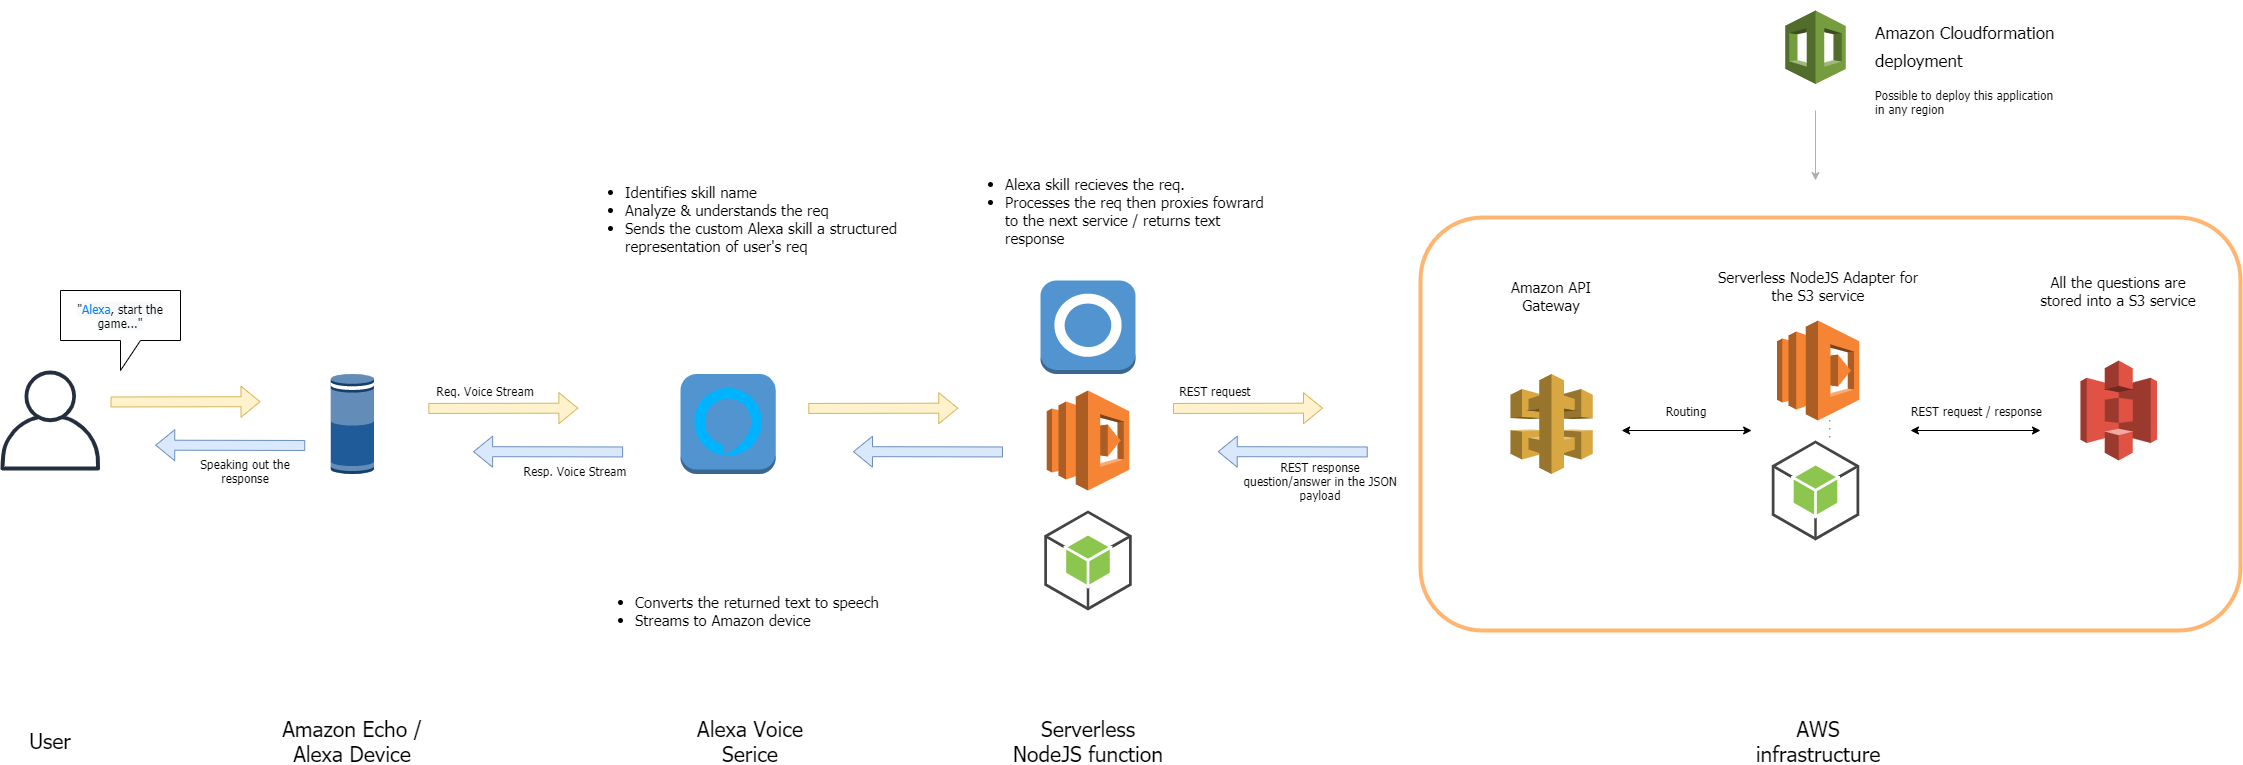 Amazon Cloudformation
deployment
Possible to deploy this application
in any region
• Identifies skill name
• Analyze & understands the req
• Sends the custom Alexa skill a structured
representation of user's req
• Alexa skill recieves the req.
• Processes the req then proxies fowrard
to the next service / returns text
response
"Alexa, start the
game..."
Amazon API
Gateway
Serverless NodeJS Adapter for
the S3 service
All the questions are
stored into a S3 service
Req. Voice Stream
REST request
Routing
REST request / response
Speaking out the
response
Resp. Voice Stream
REST response
question/answer in the JSON
payload
• Converts the returned text to speech
• Streams to Amazon device
User
Amazon Echo /
Alexa Device
Alexa Voice
Serice
Serverless
NodeJS function
AWS
infrastructure